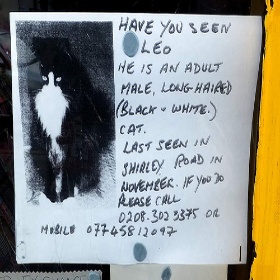 HAVE YOU SEEN
LEO
HE IS AN ADULT
MALE, LONG-HAIRED
(BLACK + WHITE.)
CAT.
LAST SEEN IN
SHIRLEY ROAD IN
NOVEMBER. IF YOU DO
PLEASE CALL
0208.302 3375 OR
MOBILE 07745812097